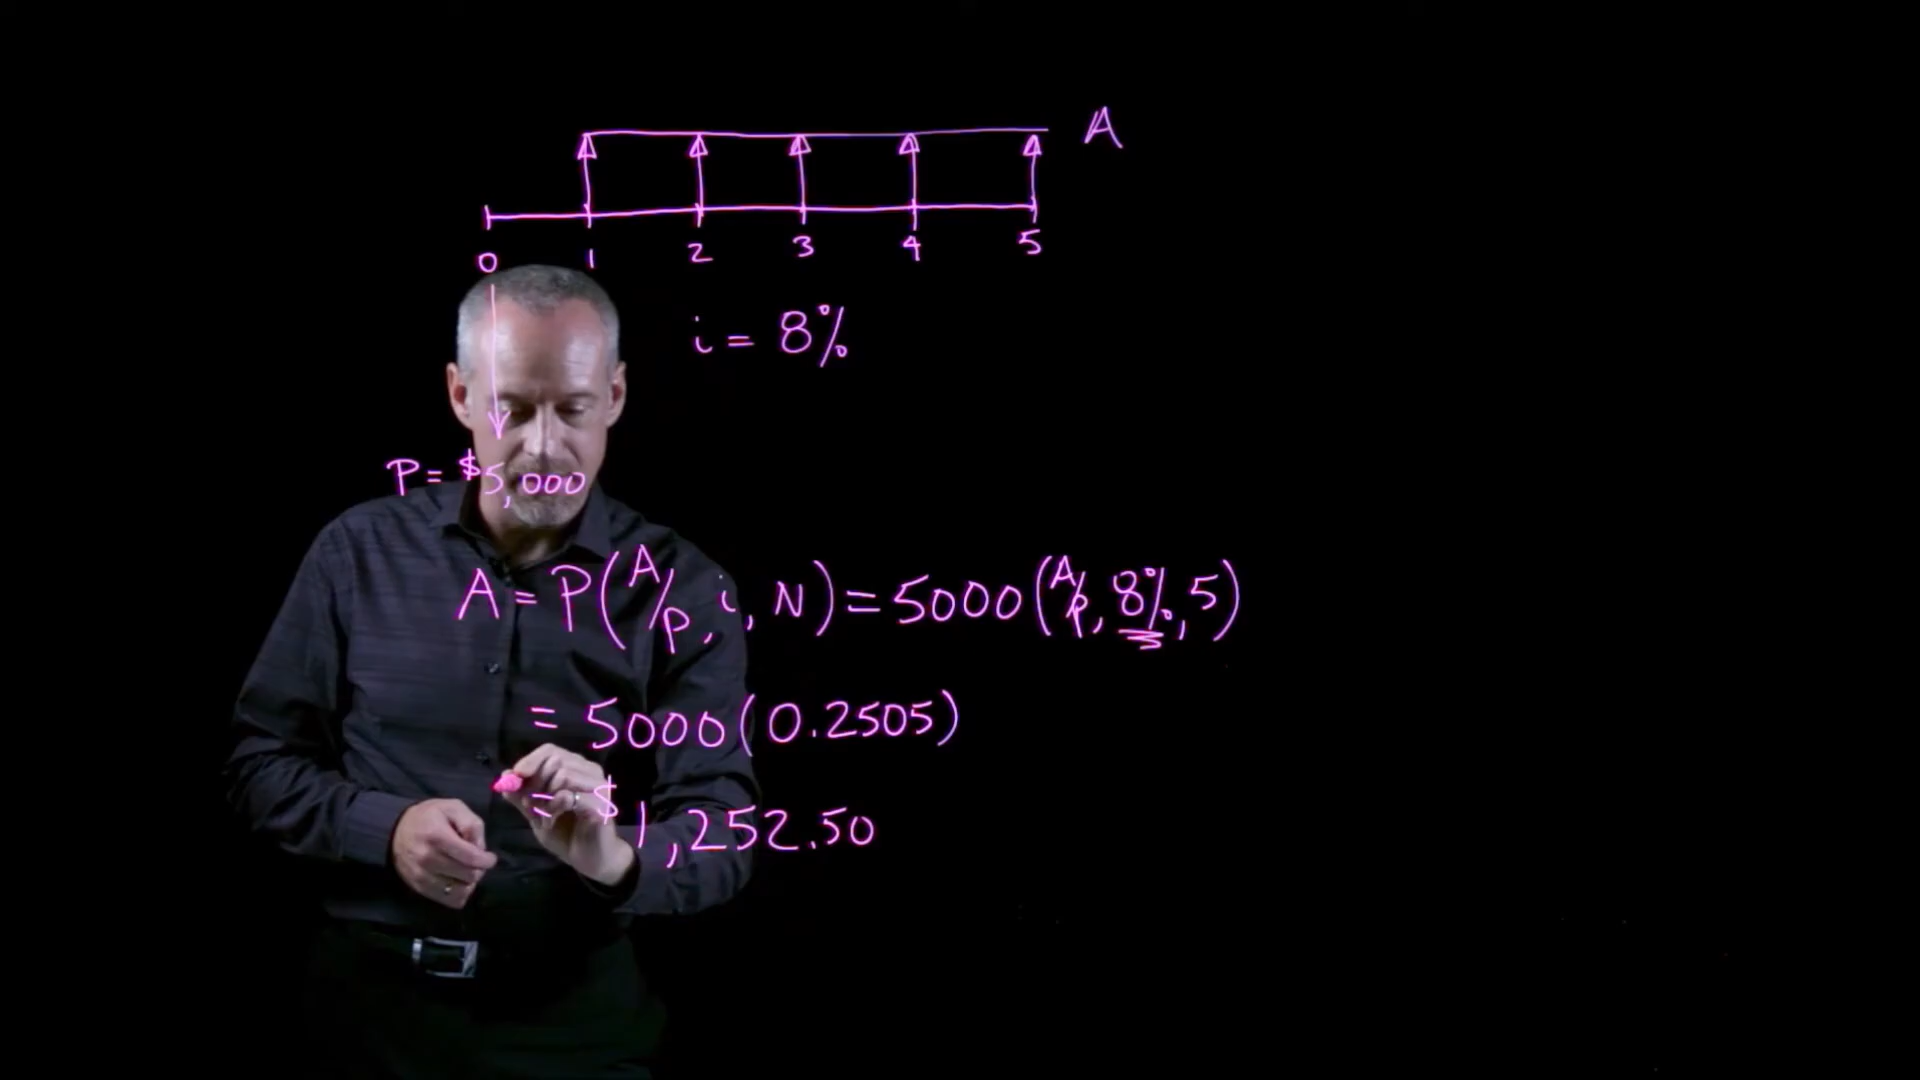 A
0 1 2 3 4 5
i = 8%
P = $5,000
A = P(A/P, i, N) = 5000(A/P, 8%, 5)
= 5000(0.2505)
= $1,252.50